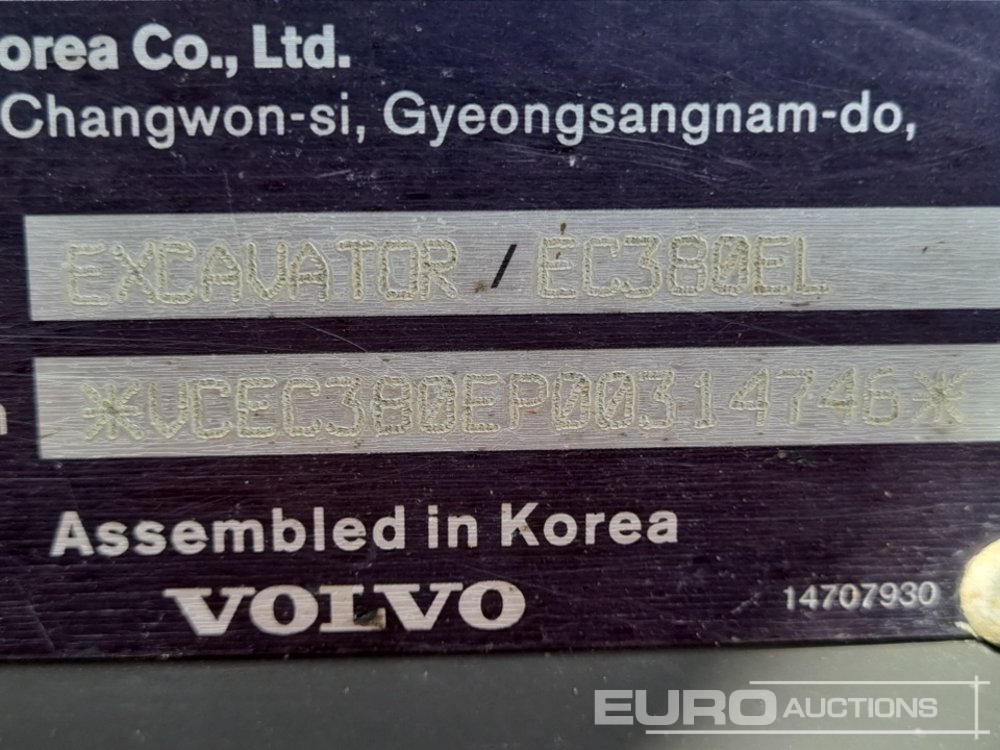 orea Co., Ltd.
Changwon-si, Gyeongsangnam-do,
EXCAVATOR / EC380EL
*VCEC380EP00314746*
Assembled in Korea
VOLVO
14707930
EURO AUCTIONS